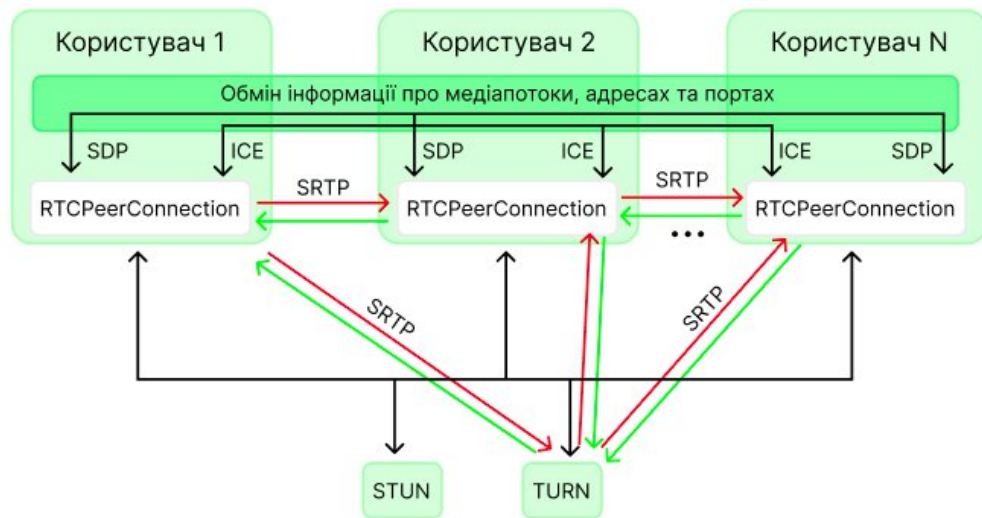 Користувач 1
Користувач 2
Користувач N
Обмін інформації про медіапотоки, адресах та портах
SDP
ICE
SDP
ICE
ICE
SDP
RTCPeerConnection
SRTP
RTCPeerConnection
SRTP
RTCPeerConnection
...
SRTP
SRTP
STUN
TURN